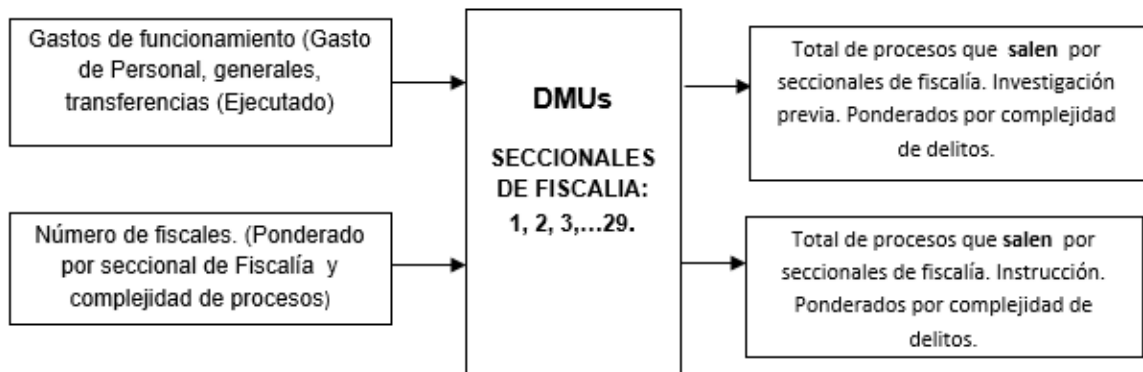 Gastos de funcionamiento (Gasto
de Personal, generales,
transferencias (Ejecutado)
Número de fiscales. (Ponderado
por seccional de Fiscalía y
complejidad de procesos)
DMUs
SECCIONALES
DE FISCALIA:
1, 2, 3,...29.
Total de procesos que salen por
seccionales de fiscalía. Investigación
previa. Ponderados por complejidad
de delitos.
Total de procesos que salen por
seccionales de fiscalía. Instrucción.
Ponderados por complejidad de
delitos.